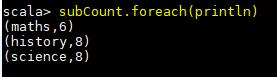 scala> subCount.foreach(println)
(maths,6)
(history,8)
(science,8)